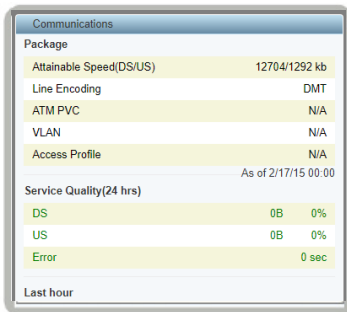 Communications
Package
Attainable Speed(DS/US) 12704/1292 kb
Line Encoding DMT
ATM PVC N/A
VLAN N/A
Access Profile N/A
As of 2/17/15 00:00
Service Quality(24 hrs)
DS 0B 0%
US 0B 0%
Error 0 sec
Last hour